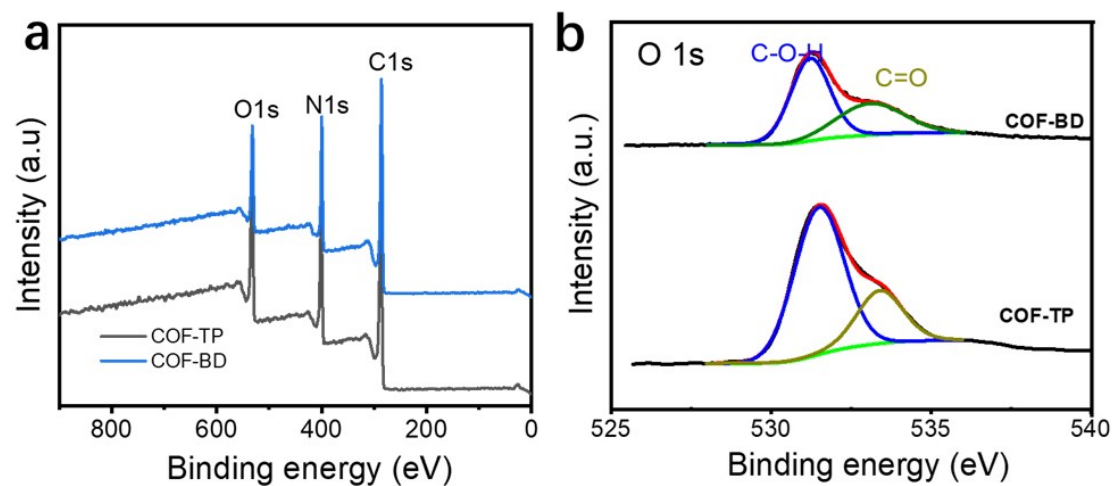 a
O1s
N1s
C1s
Intensity (a.u)
COF-TP
COF-BD
800
600
400
200
0
Binding energy (eV)
b
O 1s
C-O-H
C=O
COF-BD
COF-TP
Intensity (a.u.)
525
530
535
540
Binding energy (eV)